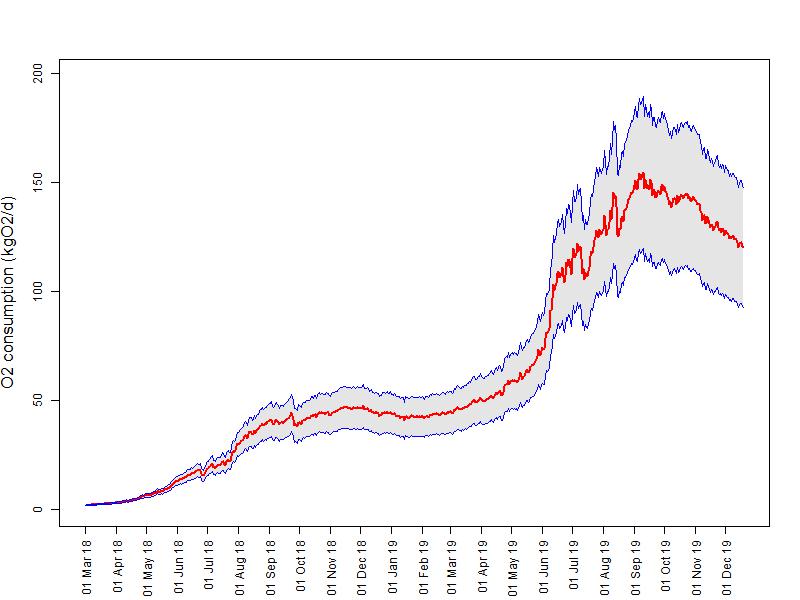 O2 consumption (kgO2/d)
200
150
100
50
0
01 Mar 18
01 Apr 18
01 May 18
01 Jun 18
01 Jul 18
01 Aug 18
01 Sep 18
01 Oct 18
01 Nov 18
01 Dec 18
01 Jan 19
01 Feb 19
01 Mar 19
01 Apr 19
01 May 19
01 Jun 19
01 Jul 19
01 Aug 19
01 Sep 19
01 Oct 19
01 Nov 19
01 Dec 19